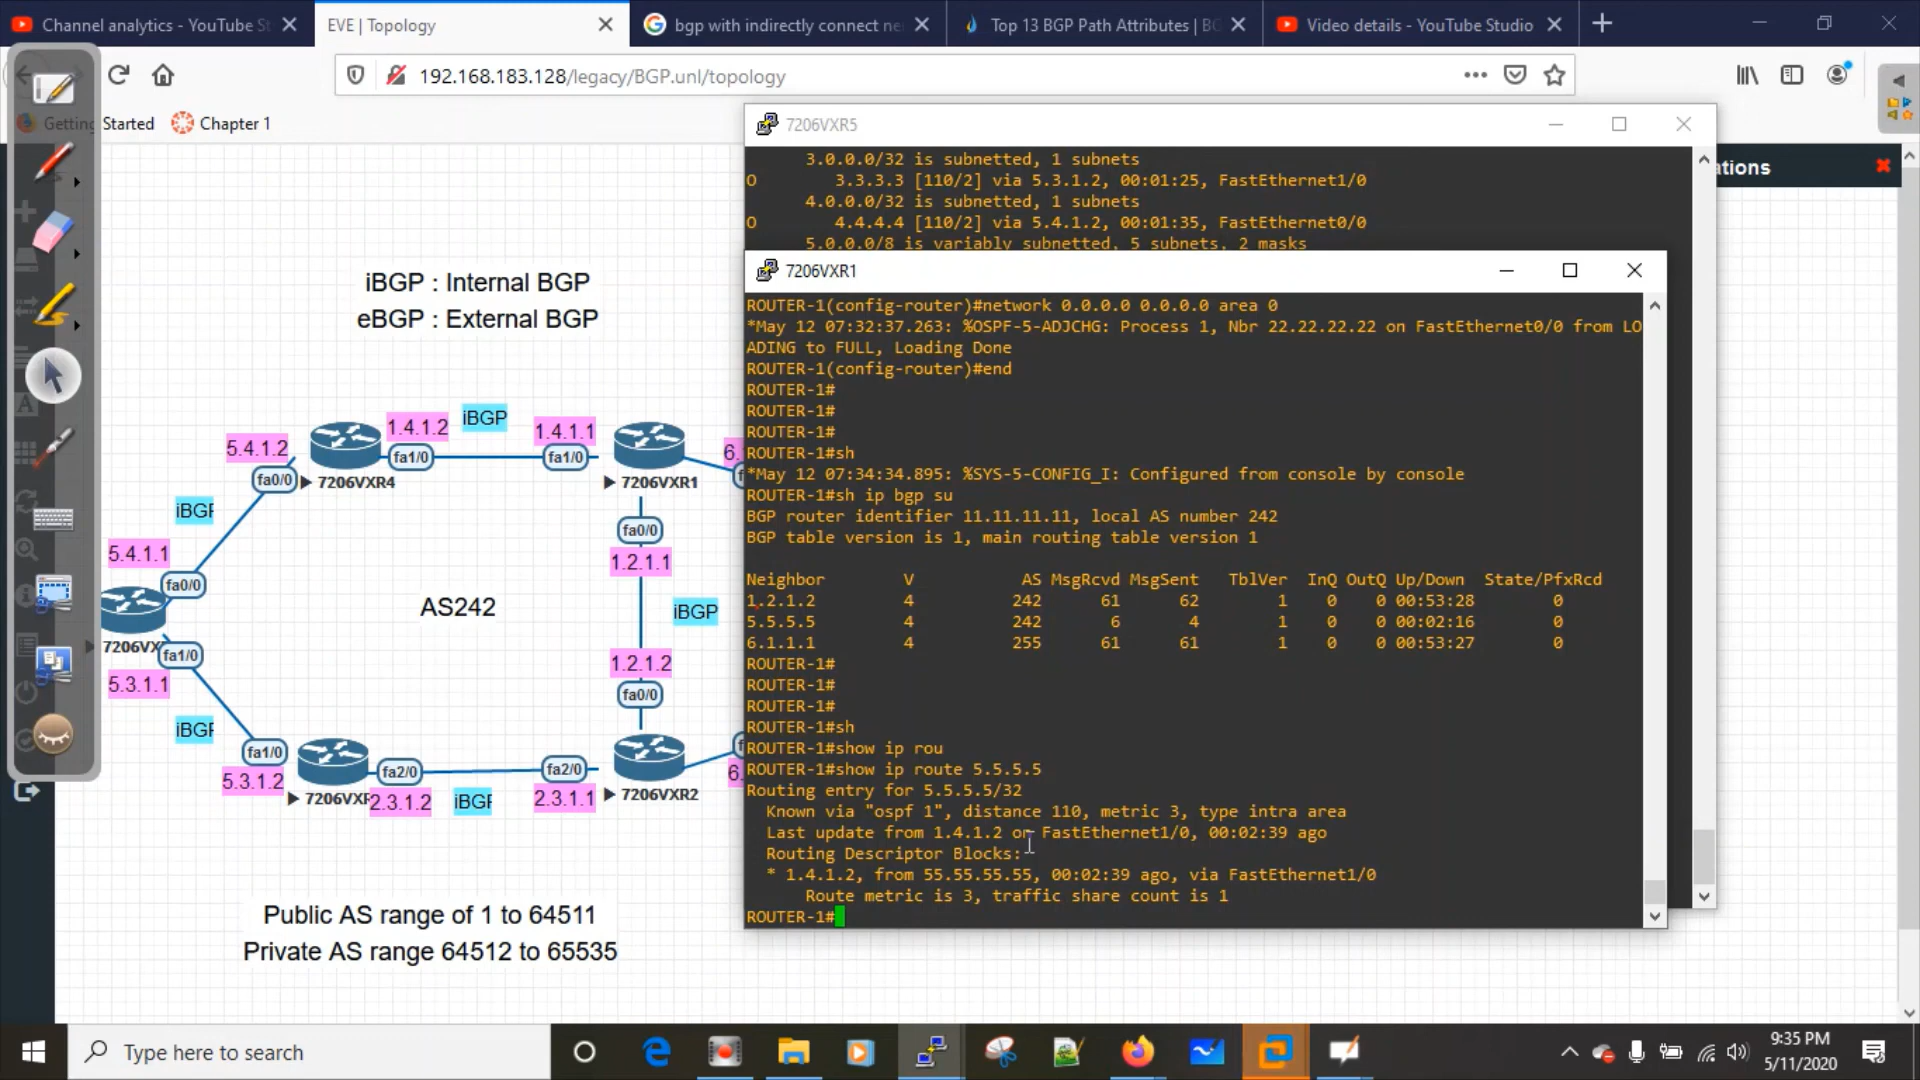 Channel analytics - YouTube St
EVE | Topology
bgp with indirectly connect ne
Top 13 BGP Path Attributes | BG
Video details - YouTube Studio
192.168.183.128/legacy/BGP.unl/topology
Getting Started
Chapter 1
7206VXR5
3.0.0.0/32 is subnetted, 1 subnets
O 3.3.3.3 [110/2] via 5.3.1.2, 00:01:25, FastEthernet1/0
4.0.0.0/32 is subnetted, 1 subnets
O 4.4.4.4 [110/2] via 5.4.1.2, 00:01:35, FastEthernet0/0
5.0.0.0/8 is variably subnetted, 5 subnets, 2 masks
ations
7206VXR1
ROUTER-1(config-router)#network 0.0.0.0 0.0.0.0 area 0
*May 12 07:32:37.263: %OSPF-5-ADJCHG: Process 1, Nbr 22.22.22.22 on FastEthernet0/0 from LO
ADING to FULL, Loading Done
ROUTER-1(config-router)#end
ROUTER-1#
ROUTER-1#
ROUTER-1#
ROUTER-1#sh
*May 12 07:34:34.895: %SYS-5-CONFIG_I: Configured from console by console
ROUTER-1#sh ip bgp su
BGP router identifier 11.11.11.11, local AS number 242
BGP table version is 1, main routing table version 1
Neighbor V AS MsgRcvd MsgSent TblVer InQ OutQ Up/Down State/PfxRcd
1.2.1.2 4 242 61 62 1 0 0 00:53:28 0
5.5.5.5 4 242 6 4 1 0 0 00:02:16 0
6.1.1.1 4 255 61 61 1 0 0 00:53:27 0
ROUTER-1#
ROUTER-1#
ROUTER-1#
ROUTER-1#sh
ROUTER-1#show ip rou
ROUTER-1#show ip route 5.5.5.5
Routing entry for 5.5.5.5/32
Known via "ospf 1", distance 110, metric 3, type intra area
Last update from 1.4.1.2 on FastEthernet1/0, 00:02:39 ago
Routing Descriptor Blocks:
* 1.4.1.2, from 55.55.55.55, 00:02:39 ago, via FastEthernet1/0
Route metric is 3, traffic share count is 1
ROUTER-1#
iBGP : Internal BGP
eBGP : External BGP
5.4.1.2
1.4.1.2
iBGP
1.4.1.1
6.
fa0/0
fa1/0
fa1/0
7206VXR4
7206VXR1
iBGP
fa0/0
1.2.1.1
5.4.1.1
fa0/0
AS242
iBGP
7206VX
fa1/0
1.2.1.2
5.3.1.1
fa0/0
iBGP
fa1/0
5.3.1.2
fa2/0
fa2/0
6.
7206VXR
2.3.1.2
iBGP
2.3.1.1
7206VXR2
Public AS range of 1 to 64511
Private AS range 64512 to 65535
Type here to search
9:35 PM
5/11/2020